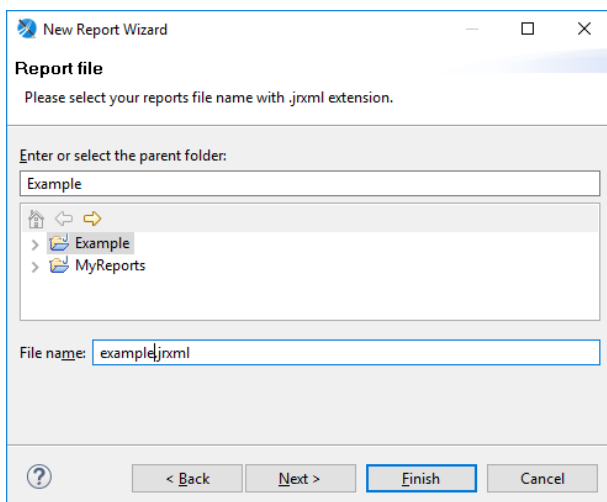 New Report Wizard
Report file
Please select your reports file name with .jrxml extension.
Enter or select the parent folder:
Example
Example
MyReports
File name: example.jrxml
< Back Next > Finish Cancel